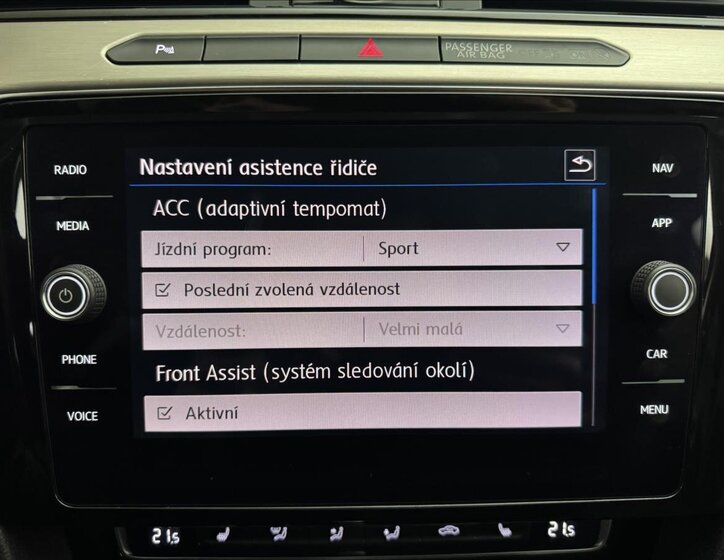 P
PASSENGER
AIR BAG
RADIO
MEDIA
PHONE
VOICE
Nastavení asistence řidiče
ACC (adaptivní tempomat)
Jízdní program: Sport
Poslední zvolená vzdálenost
Vzdálenost: Velmi malá
Front Assist (systém sledování okolí)
Aktivní
NAV
APP
CAR
MENU
21.5
21.5